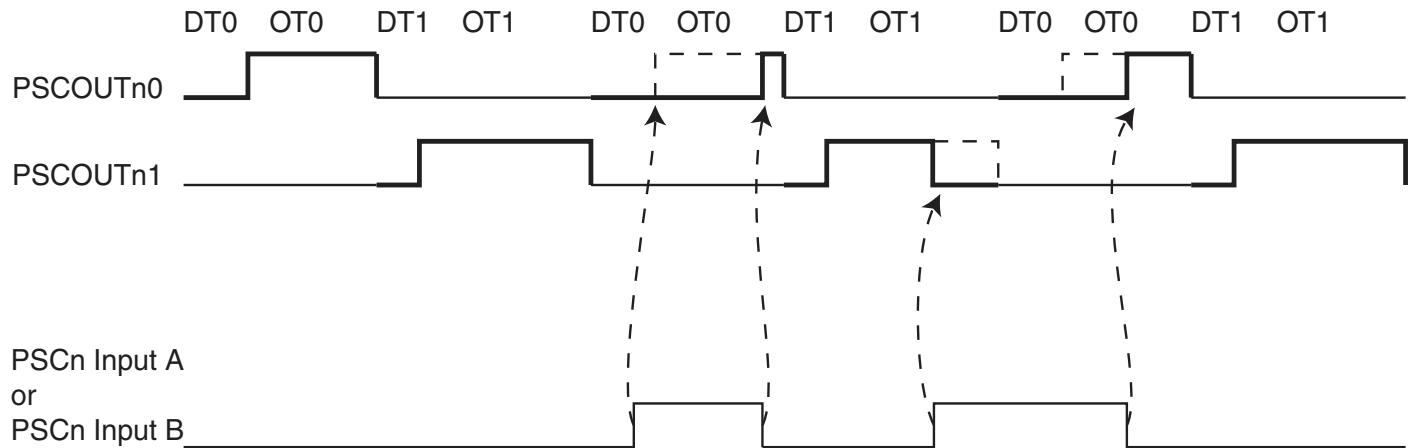 DT0 OT0 DT1 OT1 DT0 OT0 DT1 OT1 DT0 OT0 DT1 OT1
PSCOUTn0
PSCOUTn1
PSCn Input A
or
PSCn Input B